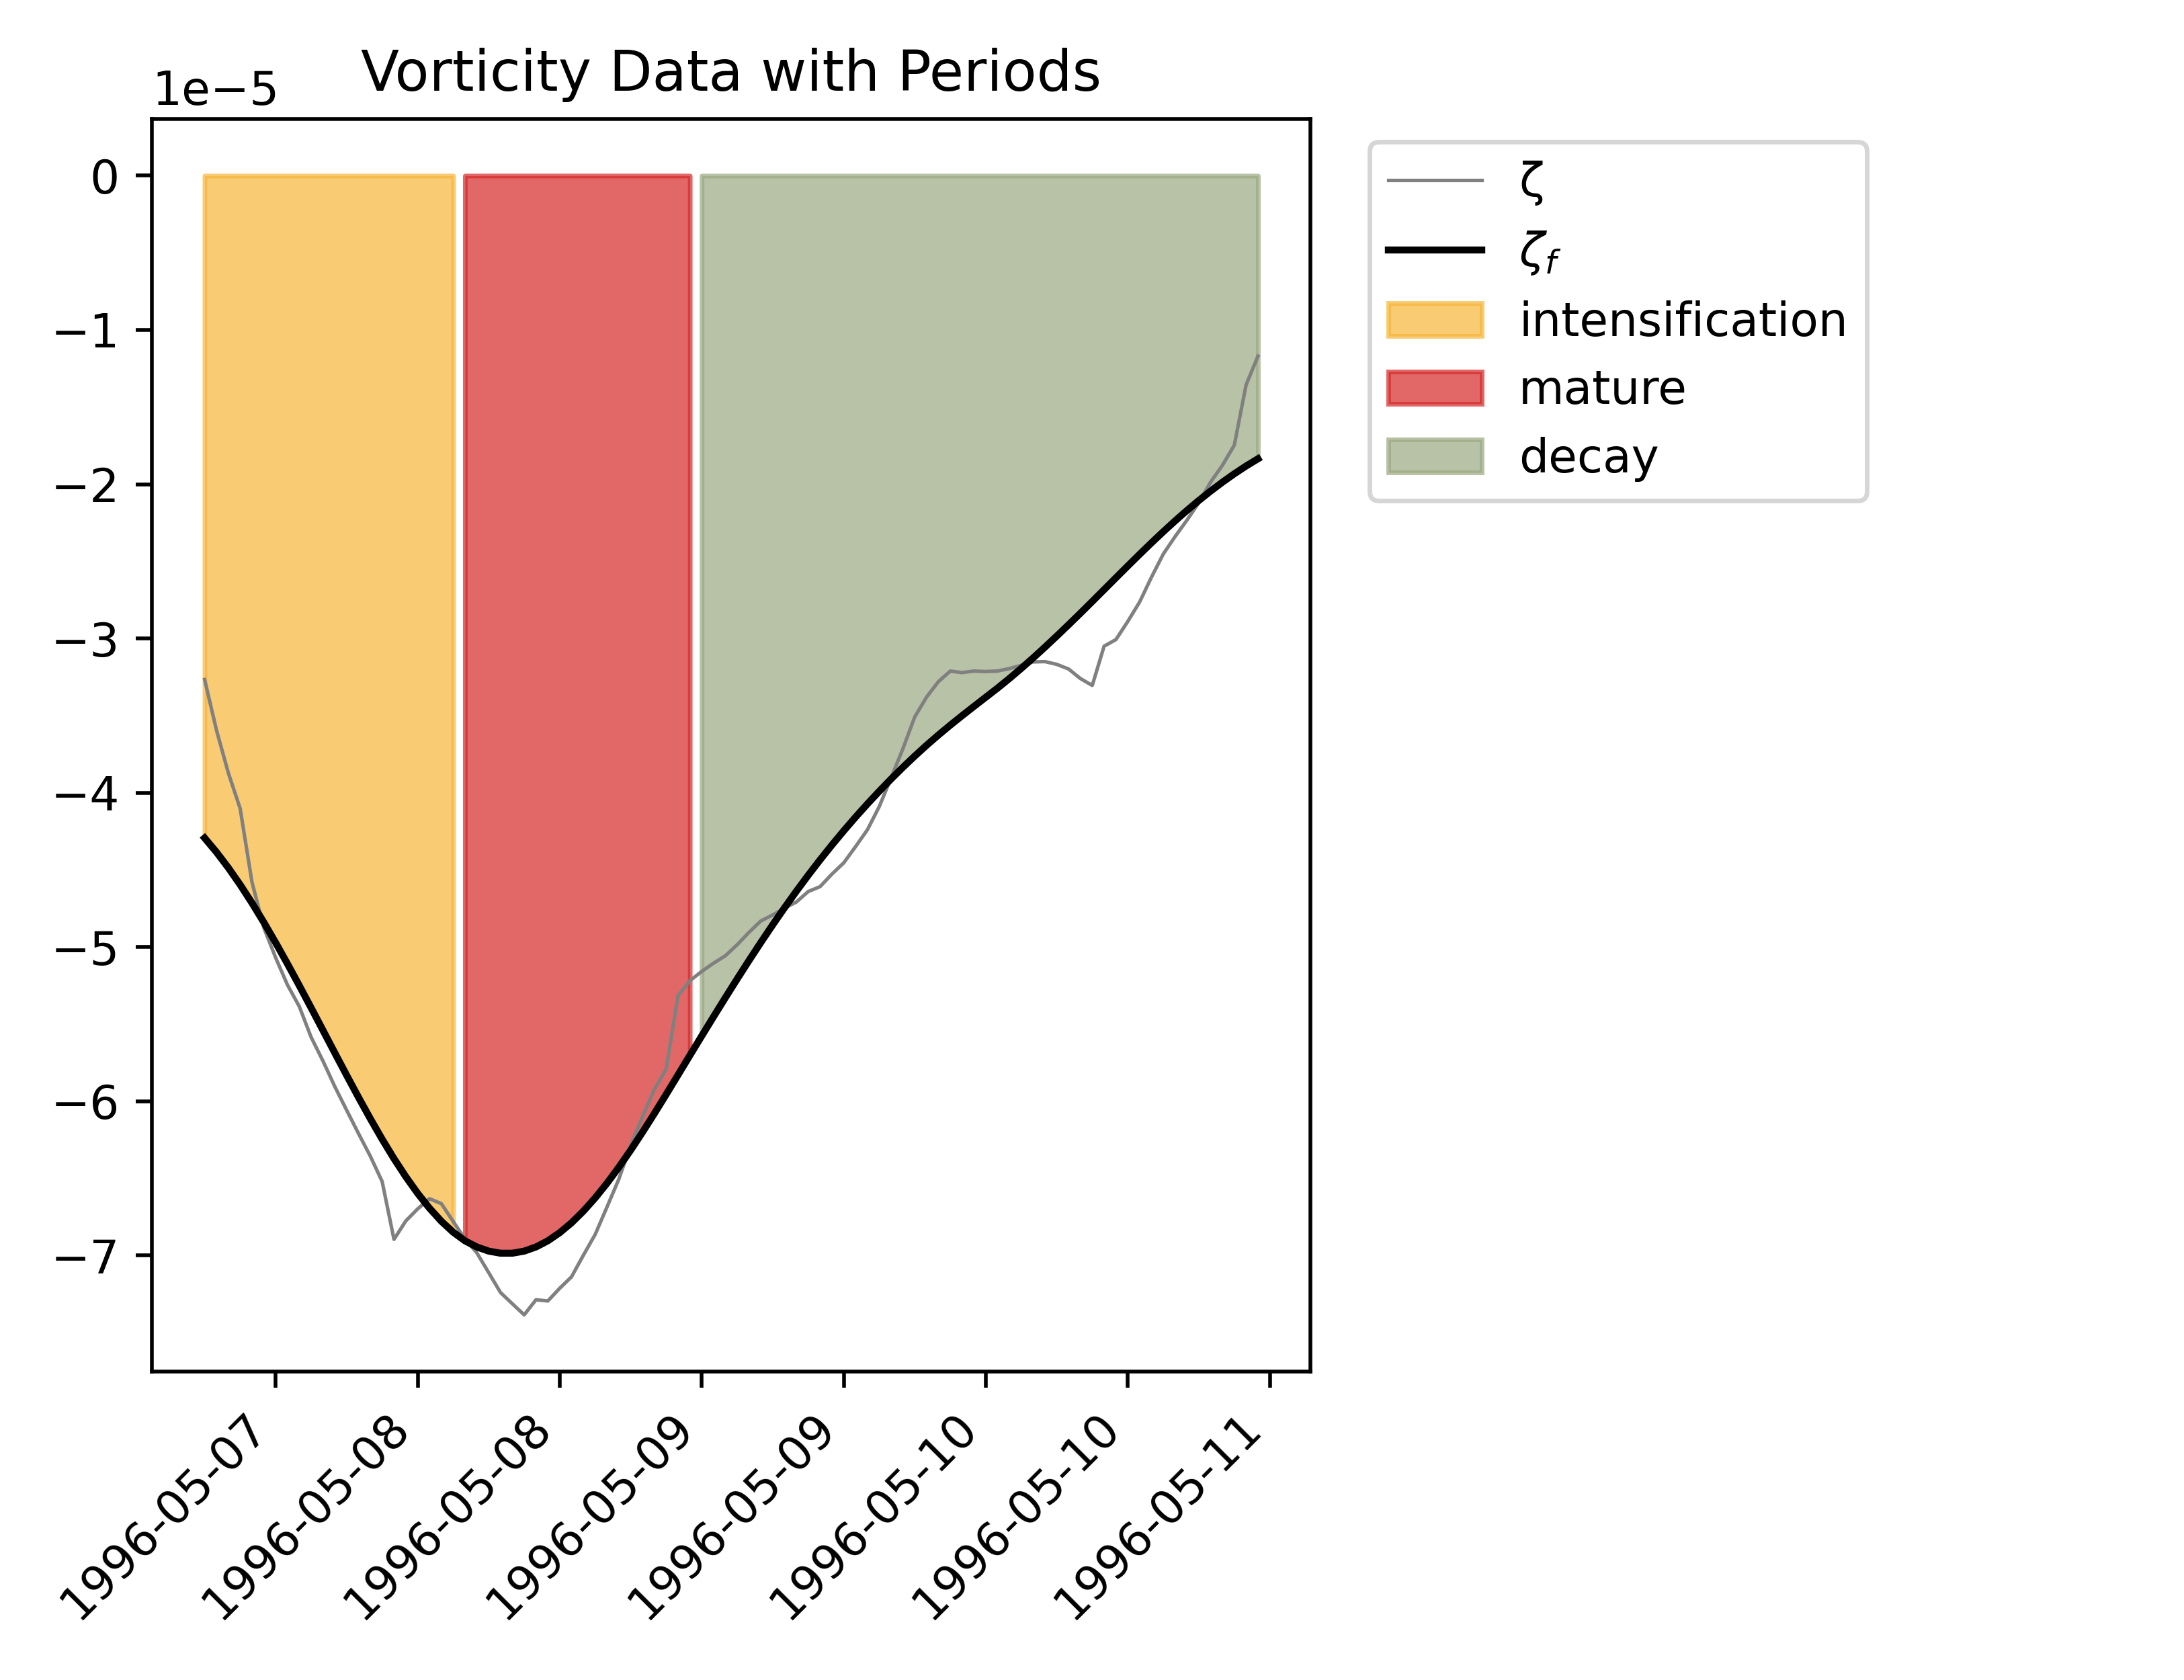 Vorticity Data with Periods
1e−5
0
−1
−2
−3
−4
−5
−6
−7
1996-05-07
1996-05-08
1996-05-08
1996-05-09
1996-05-09
1996-05-10
1996-05-10
1996-05-11
ζ
ζf
intensification
mature
decay